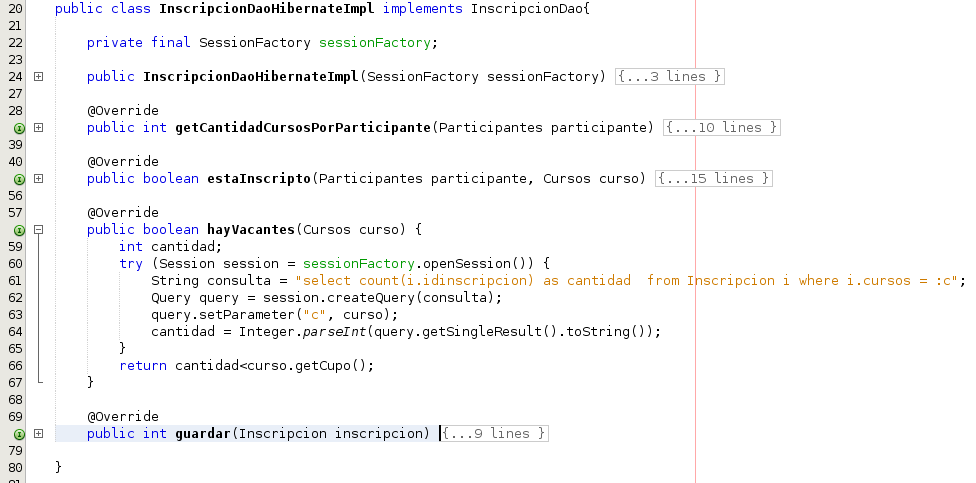 20 public class InscripcionDaoHibernateImpl implements InscripcionDao{
21
22     private final SessionFactory sessionFactory;
23
24     public InscripcionDaoHibernateImpl(SessionFactory sessionFactory) {...3 lines }
27
28     @Override
    public int getCantidadCursosPorParticipante(Participantes participante) {...10 lines }
39
40     @Override
    public boolean estaInscripto(Participantes participante, Cursos curso) {...15 lines }
56
57     @Override
    public boolean hayVacantes(Cursos curso) {
59         int cantidad;
60         try (Session session = sessionFactory.openSession()) {
61             String consulta = "select count(i.idinscripcion) as cantidad  from Inscripcion i where i.cursos = :c";
62             Query query = session.createQuery(consulta);
63             query.setParameter("c", curso);
64             cantidad = Integer.parseInt(query.getSingleResult().toString());
65         }
66         return cantidad<curso.getCupo();
67     }
68
69     @Override
    public int guardar(Inscripcion inscripcion) {...9 lines }
79
80 }